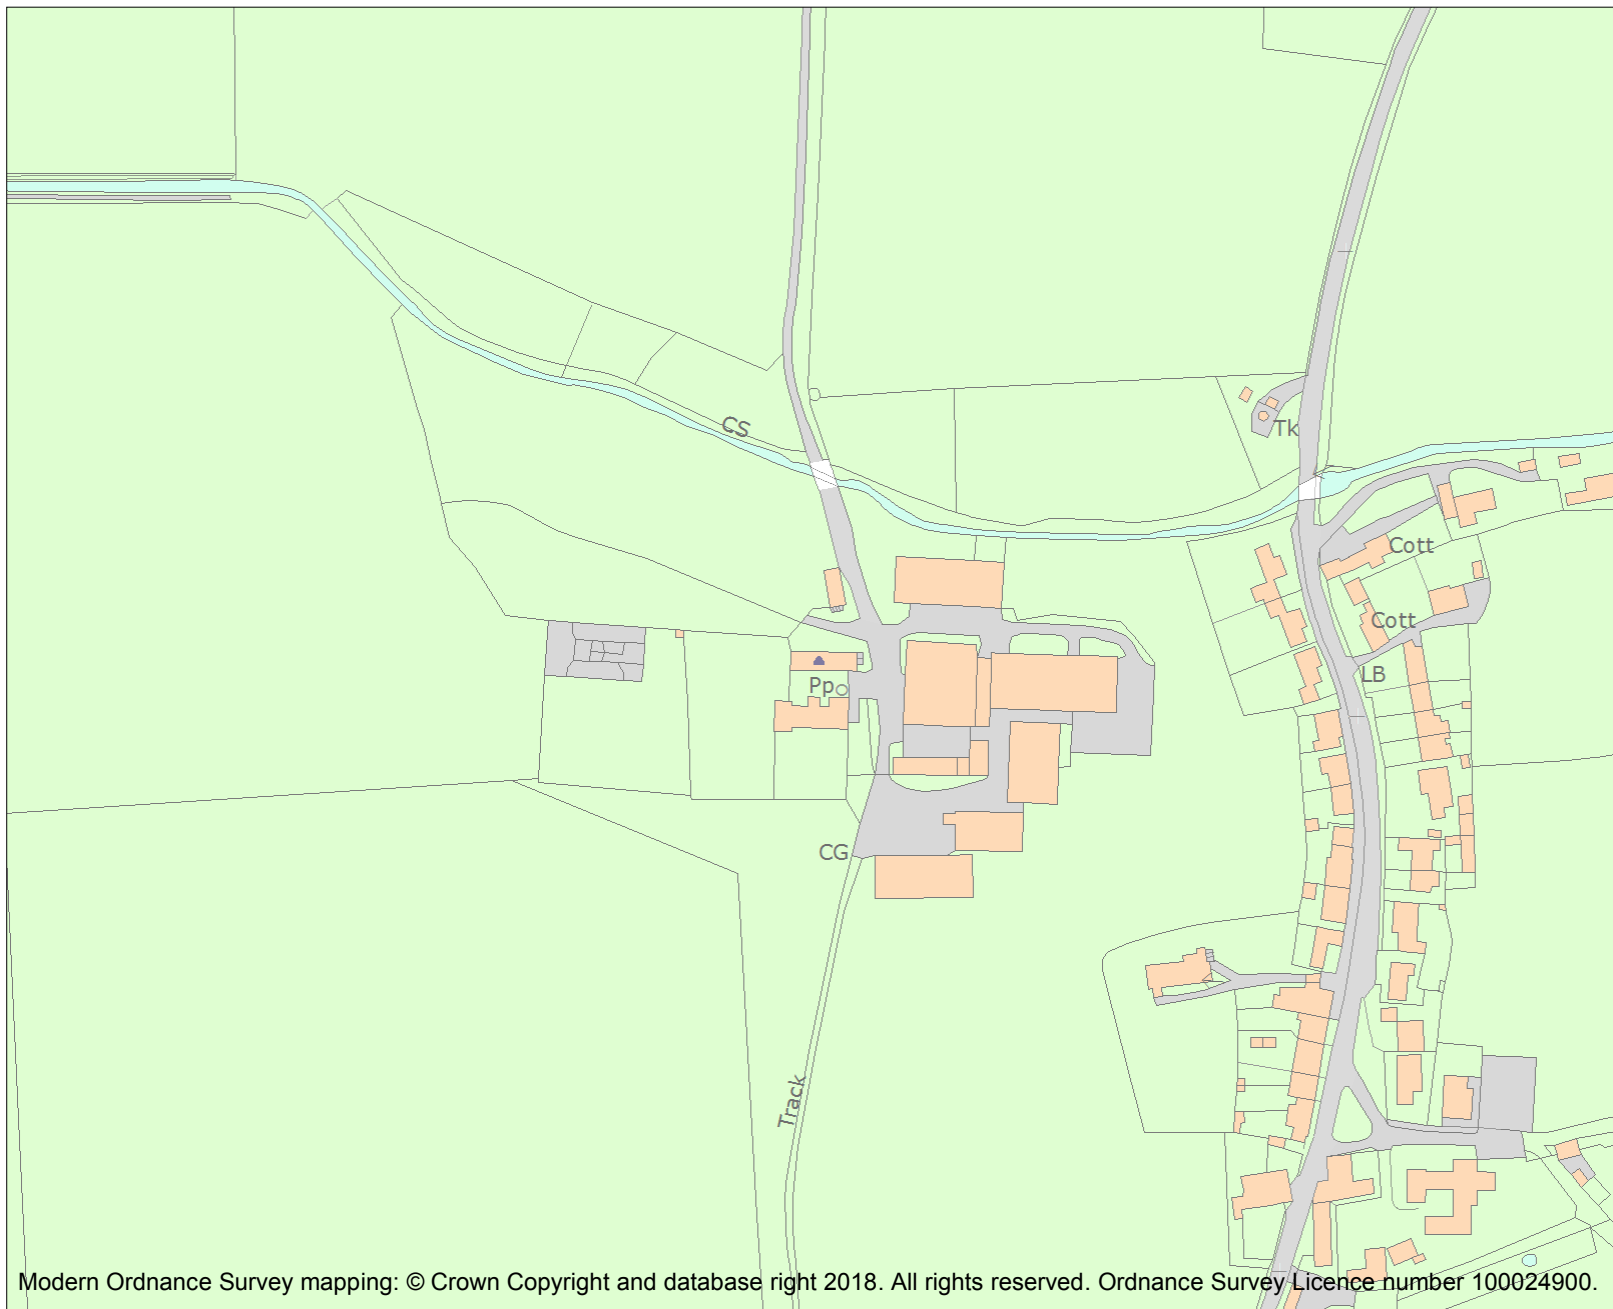 CS
Tk
Cott
Cott
LB
Pp
CG
Track
Modern Ordnance Survey mapping: © Crown Copyright and database right 2018. All rights reserved. Ordnance Survey Licence number 100024900.